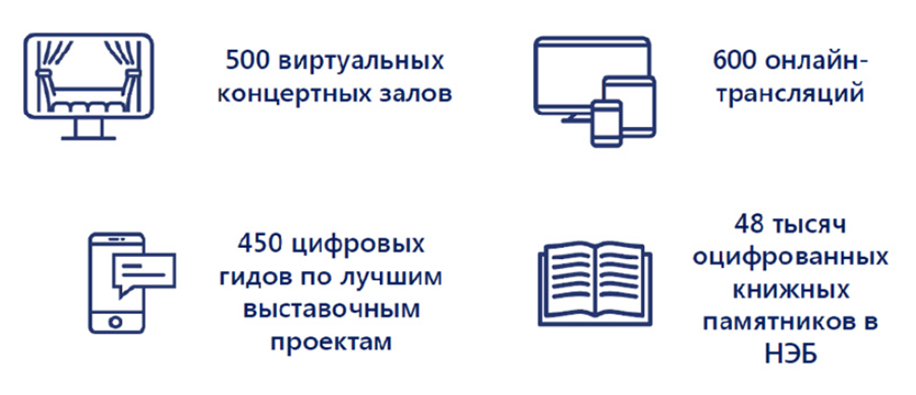 500 виртуальных
концертных залов
600 онлайн-
трансляций
450 цифровых
гидов по лучшим
выставочным
проектам
48 тысяч
оцифрованных
книжных
памятников в
НЭБ